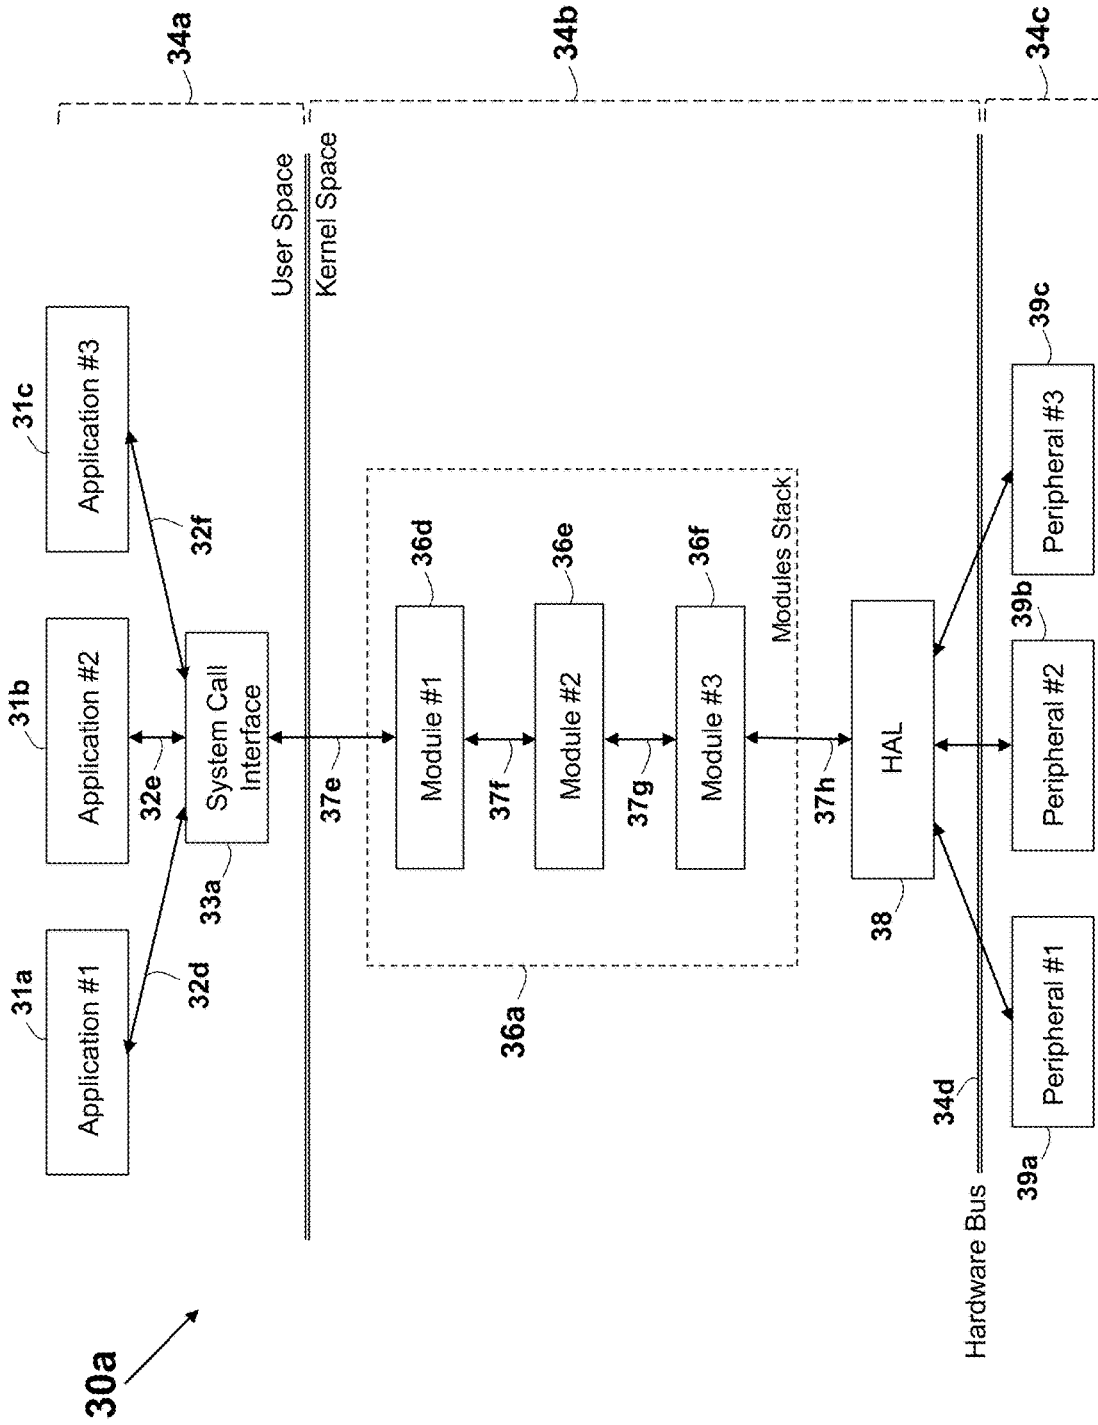 30a
31a
31b
31c
34a
Application #1
Application #2
Application #3
32d
32e
32f
33a
System Call
Interface
User Space
Kernel Space
34b
37e
36a
36d
Module #1
37f
36e
Module #2
37g
36f
Module #3
Modules Stack
37h
38
HAL
34d
Hardware Bus
34c
39a
39b
39c
Peripheral #1
Peripheral #2
Peripheral #3